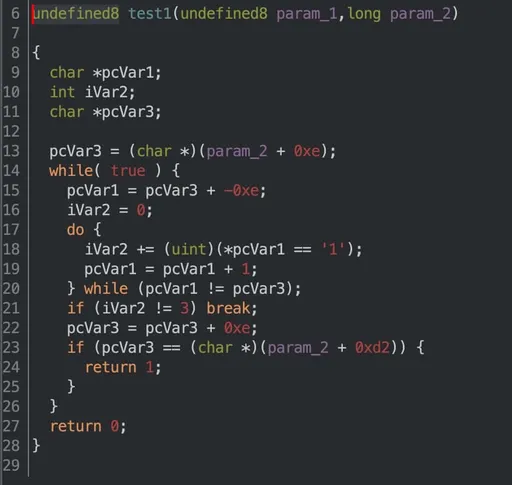 6 undefined8 test1(undefined8 param_1,long param_2)
7
8 {
9   char *pcVar1;
10   int iVar2;
11   char *pcVar3;
12
13   pcVar3 = (char *)(param_2 + 0xe);
14   while( true ) {
15     pcVar1 = pcVar3 + -0xe;
16     iVar2 = 0;
17     do {
18       iVar2 += (uint)(*pcVar1 == '1');
19       pcVar1 = pcVar1 + 1;
20     } while (pcVar1 != pcVar3);
21     if (iVar2 != 3) break;
22     pcVar3 = pcVar3 + 0xe;
23     if (pcVar3 == (char *)(param_2 + 0xd2)) {
24       return 1;
25     }
26   }
27   return 0;
28 }
29